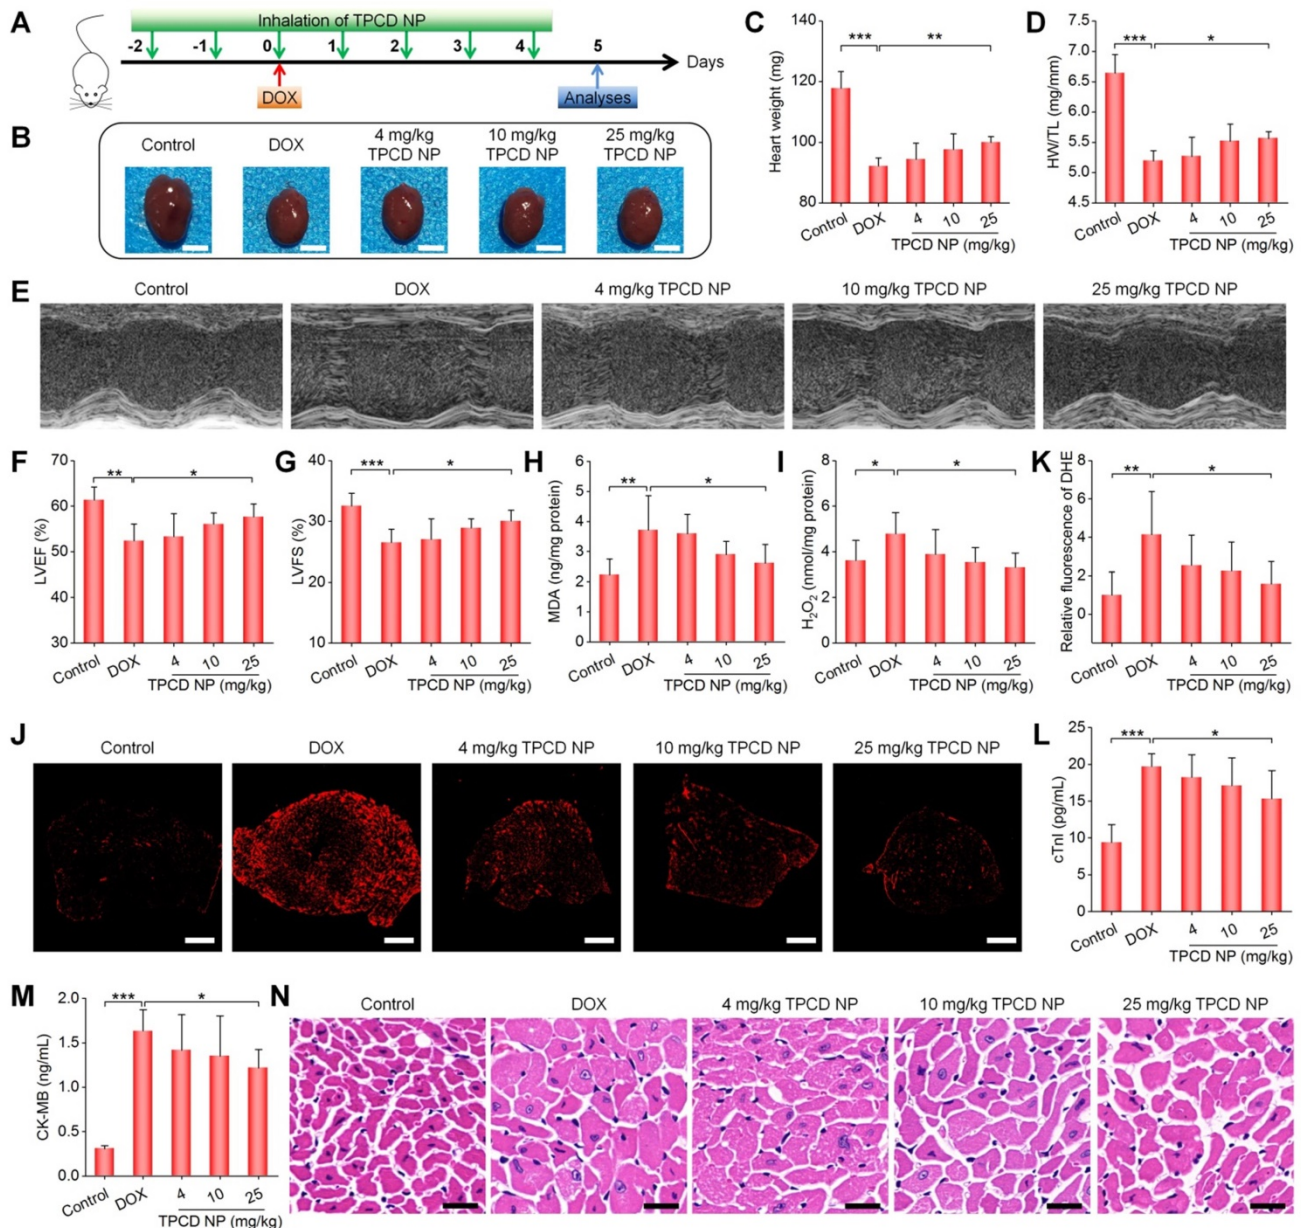 A
Inhalation of TPCD NP
-2 -1 0 1 2 3 4 5
Days
DOX
Analyses
B
Control
DOX
4 mg/kg
TPCD NP
10 mg/kg
TPCD NP
25 mg/kg
TPCD NP
C
Heart weight (mg)
140
120
100
80
*** **
Control DOX 4 10 25
TPCD NP (mg/kg)
D
HW/TL (mg/mm)
7.5
7.0
6.5
6.0
5.5
5.0
4.5
*** *
Control DOX 4 10 25
TPCD NP (mg/kg)
E
Control DOX 4 mg/kg TPCD NP 10 mg/kg TPCD NP 25 mg/kg TPCD NP
F
LVEF (%)
70
60
50
40
30
** *
Control DOX 4 10 25
TPCD NP (mg/kg)
G
LVFS (%)
40
30
20
10
*** *
Control DOX 4 10 25
TPCD NP (mg/kg)
H
MDA (ng/mg protein)
6
5
4
3
2
1
0
** *
Control DOX 4 10 25
TPCD NP (mg/kg)
I
H₂O₂ (nmol/mg protein)
8
6
4
2
0
* *
Control DOX 4 10 25
TPCD NP (mg/kg)
K
Relative fluorescence of DHE
8
6
4
2
0
** *
Control DOX 4 10 25
TPCD NP (mg/kg)
J
Control DOX 4 mg/kg TPCD NP 10 mg/kg TPCD NP 25 mg/kg TPCD NP
L
cTnI (pg/mL)
25
20
15
10
5
0
*** *
Control DOX 4 10 25
TPCD NP (mg/kg)
M
CK-MB (ng/mL)
2.0
1.5
1.0
0.5
0.0
*** *
Control DOX 4 10 25
TPCD NP (mg/kg)
N
Control DOX 4 mg/kg TPCD NP 10 mg/kg TPCD NP 25 mg/kg TPCD NP